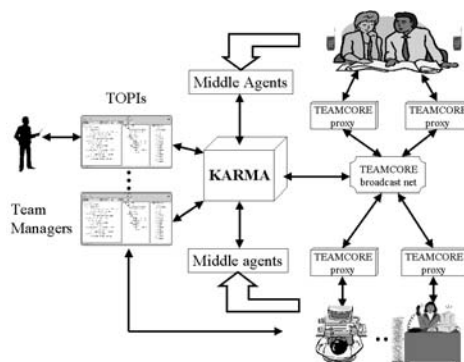 Middle Agents
TOPIs
TEAMCORE
proxy
TEAMCORE
proxy
KARMA
TEAMCORE
broadcast net
Team
Managers
Middle agents
TEAMCORE
proxy
TEAMCORE
proxy